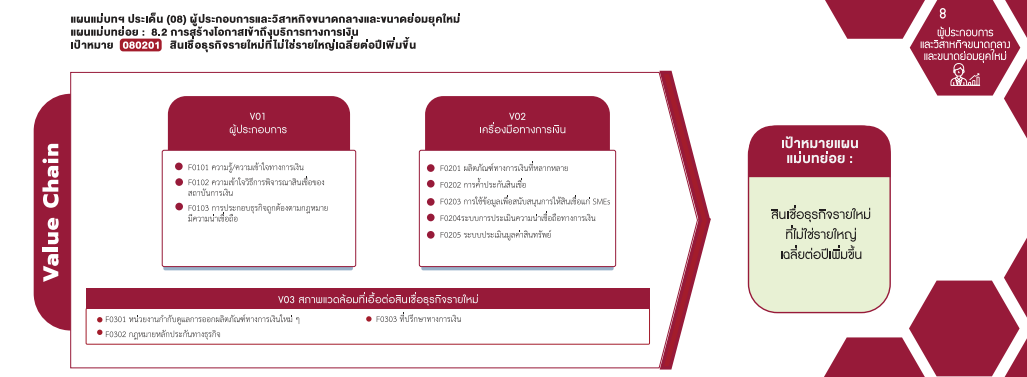 แผนแม่บทฯ ประเด็น (08) ผู้ประกอบการและวิสาหกิจขนาดกลางและขนาดย่อมยุคใหม่
แผนแม่บทย่อย : 8.2 การสร้างโอกาสเข้าถึงบริการทางการเงิน
เป้าหมาย 080201 สินเชื่อธุรกิจรายใหม่ที่ไม่ใช่รายใหญ่เฉลี่ยต่อปีเพิ่มขึ้น
8
ผู้ประกอบการ
และวิสาหกิจขนาดกลาง
และขนาดย่อมยุคใหม่
Value Chain
V01
ผู้ประกอบการ
F0101 ความรู้/ความเข้าใจทางการเงิน
F0102 ความเข้าใจวิธีการพิจารณาสินเชื่อของ
สถาบันการเงิน
F0103 การประกอบธุรกิจถูกต้องตามกฎหมาย
มีความน่าเชื่อถือ
V02
เครื่องมือทางการเงิน
F0201 ผลิตภัณฑ์ทางการเงินที่หลากหลาย
F0202 การค้ำประกันสินเชื่อ
F0203 การใช้ข้อมูลเพื่อสนับสนุนการให้สินเชื่อแก่ SMEs
F0204ระบบการประเมินความน่าเชื่อถือทางการเงิน
F0205 ระบบประเมินมูลค่าสินทรัพย์
V03 สภาพแวดล้อมที่เอื้อต่อสินเชื่อธุรกิจรายใหม่
F0301 หน่วยงานกำกับดูแลการออกผลิตภัณฑ์ทางการเงินใหม่ ๆ
F0302 กฎหมายหลักประกันทางธุรกิจ
F0303 ที่ปรึกษาทางการเงิน
เป้าหมายแผน
แม่บทย่อย :
สินเชื่อธุรกิจรายใหม่
ที่ไม่ใช่รายใหญ่
เฉลี่ยต่อปีเพิ่มขึ้น